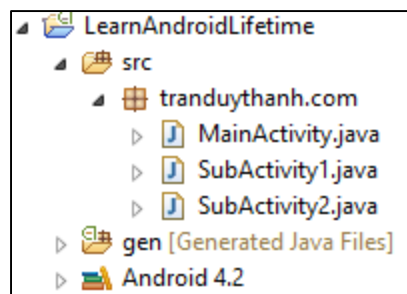 LearnAndroidLifetime
src
tranduythanh.com
MainActivity.java
SubActivity1.java
SubActivity2.java
gen [Generated Java Files]
Android 4.2